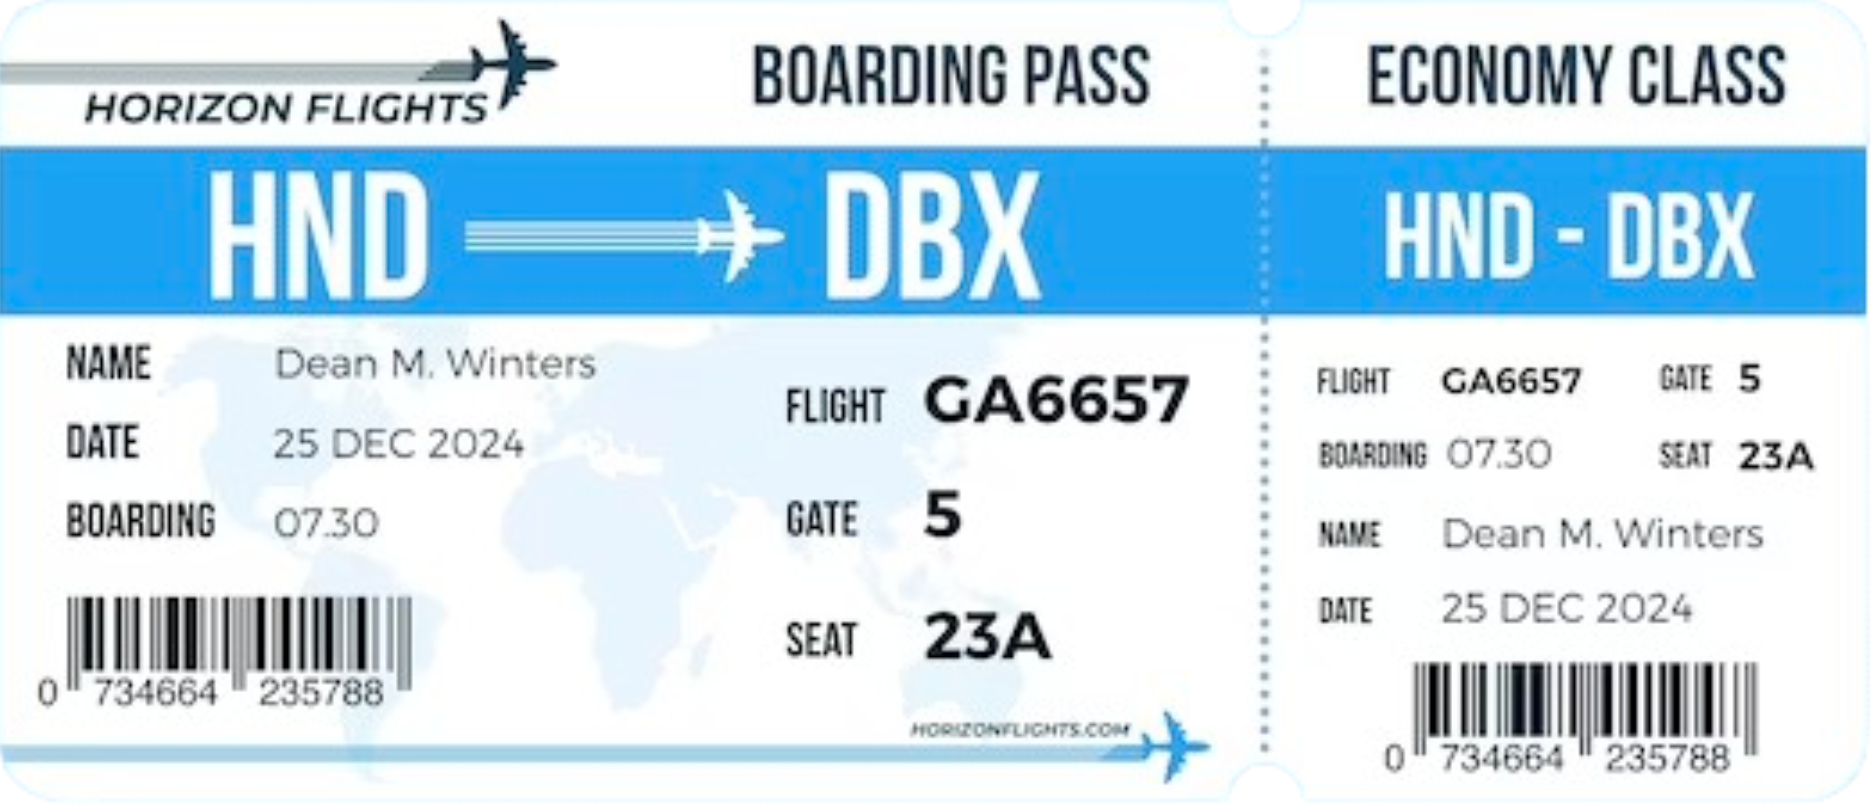 HORIZON FLIGHTS
BOARDING PASS
HND DBX
NAME Dean M. Winters
DATE 25 DEC 2024
BOARDING 07.30
FLIGHT GA6657
GATE 5
SEAT 23A
0 734664 235788
HORIZONFLIGHTS.COM
ECONOMY CLASS
HND - DBX
FLIGHT GA6657 GATE 5
BOARDING 07.30 SEAT 23A
NAME Dean M. Winters
DATE 25 DEC 2024
0 734664 235788